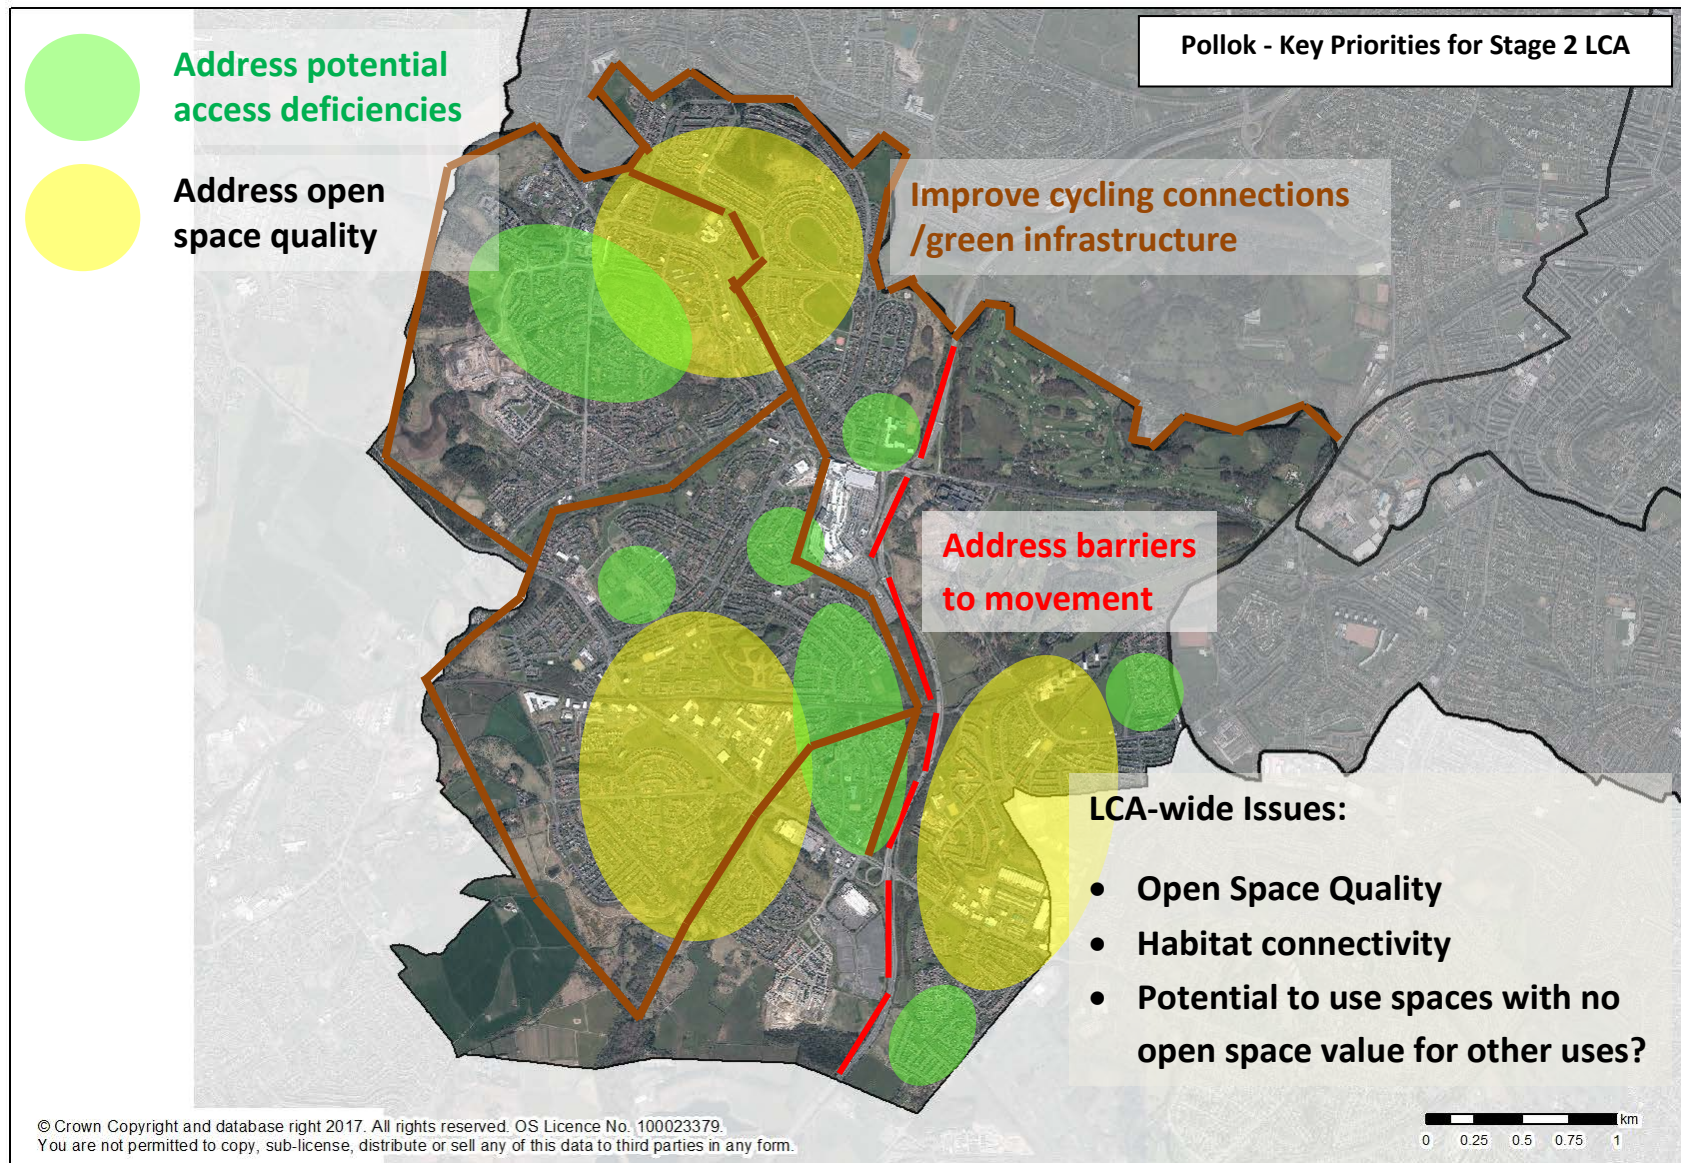 Pollok - Key Priorities for Stage 2 LCA
Address potential
access deficiencies
Address open
space quality
Improve cycling connections
/green infrastructure
Address barriers
to movement
LCA-wide Issues:
• Open Space Quality
• Habitat connectivity
• Potential to use spaces with no
open space value for other uses?
© Crown Copyright and database right 2017. All rights reserved. OS Licence No. 100023379.
You are not permitted to copy, sub-license, distribute or sell any of this data to third parties in any form.
km
0 0.25 0.5 0.75 1